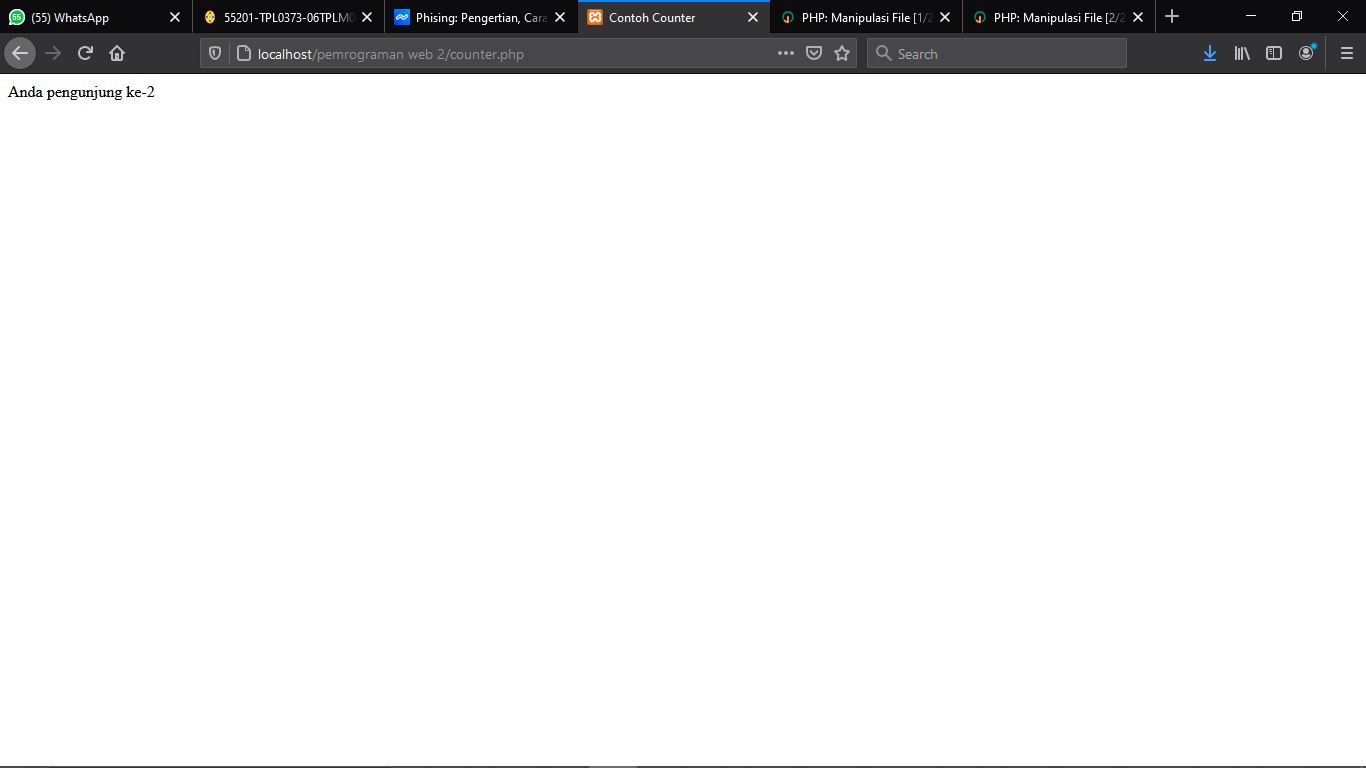 (55) WhatsApp
55201-TPL0373-06TPLM0
Phising: Pengertian, Cara
Contoh Counter
PHP: Manipulasi File [1/2
PHP: Manipulasi File [2/2
localhost/pemrograman web 2/counter.php
Search
Anda pengunjung ke-2